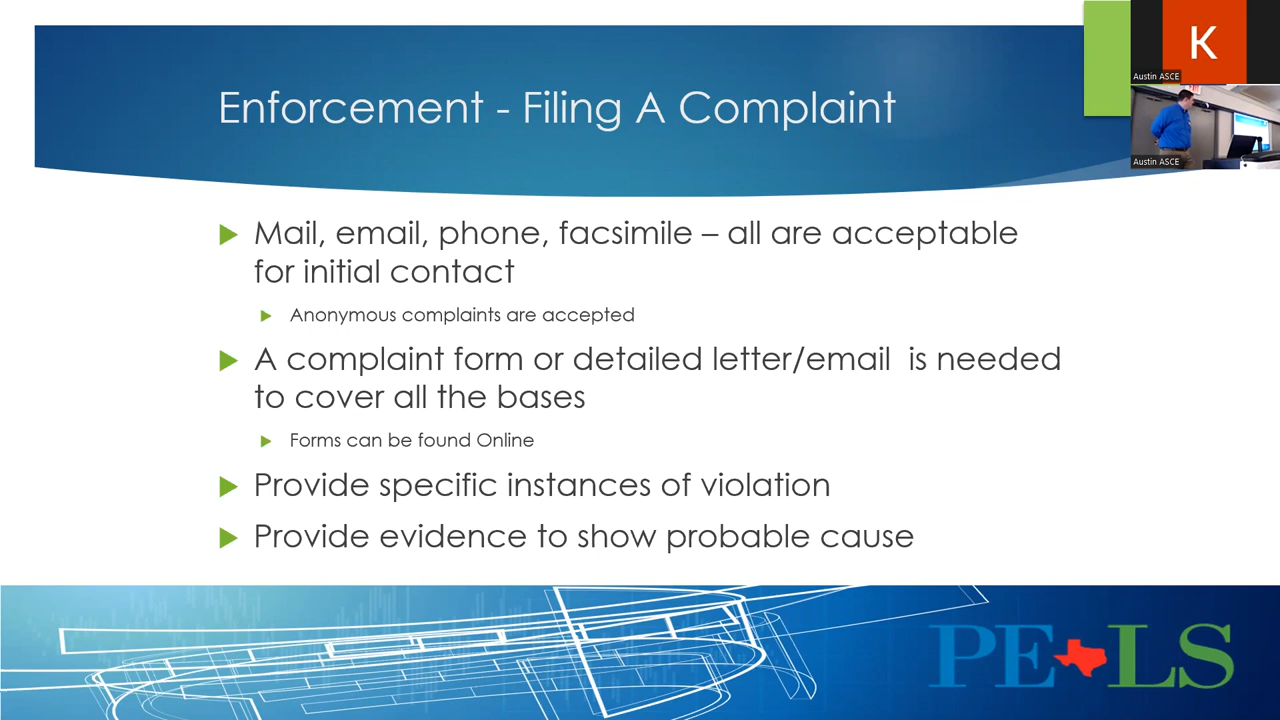 Enforcement - Filing A Complaint
K
Austin ASCE
Austin ASCE
Mail, email, phone, facsimile – all are acceptable
for initial contact
Anonymous complaints are accepted
A complaint form or detailed letter/email is needed
to cover all the bases
Forms can be found Online
Provide specific instances of violation
Provide evidence to show probable cause
PE LS